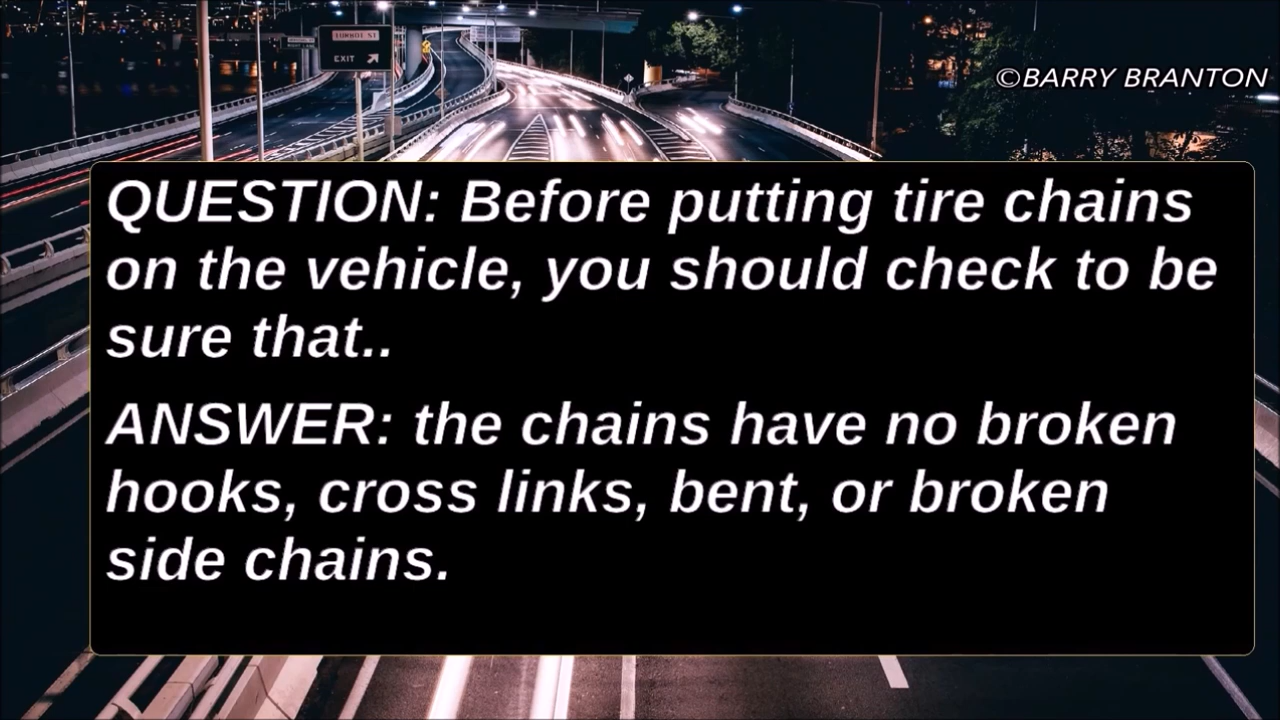 EXIT
©BARRY BRANTON
QUESTION: Before putting tire chains
on the vehicle, you should check to be
sure that..
ANSWER: the chains have no broken
hooks, cross links, bent, or broken
side chains.